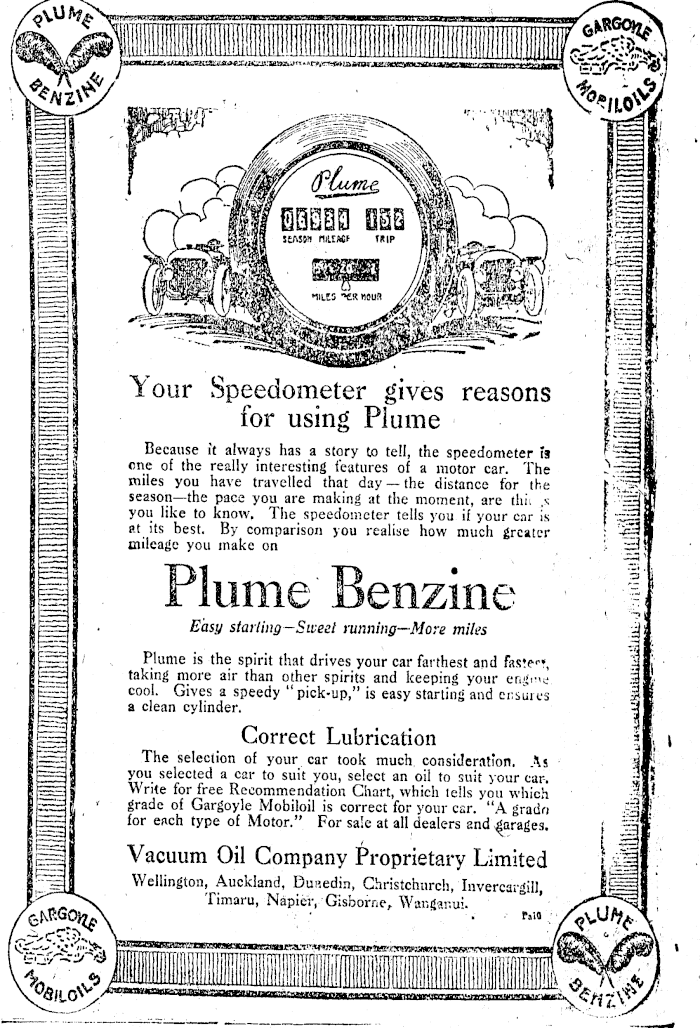 PLUME BENZINE
GARGOYLE MOBILOILS
Plume
SEASON MILEAGE TRIP
MILES PER HOUR
Your Speedometer gives reasons
for using Plume
Because it always has a story to tell, the speedometer is
one of the really interesting features of a motor car. The
miles you have travelled that day—the distance for the
season—the pace you are making at the moment, are
you like to know. The speedometer tells you if your car is
at its best. By comparison you realise how much greater
mileage you make on
Plume Benzine
Easy starting—Sweet running—More miles
Plume is the spirit that drives your car farthest and fastest,
taking more air than other spirits and keeping your engine
cool. Gives a speedy "pick-up," is easy starting and ensures
a clean cylinder.
Correct Lubrication
The selection of your car took much consideration. As
you selected a car to suit you, select an oil to suit your car.
Write for free Recommendation Chart, which tells you which
grade of Gargoyle Mobiloil is correct for your car. "A grade
for each type of Motor." For sale at all dealers and garages.
Vacuum Oil Company Proprietary Limited
Wellington, Auckland, Dunedin, Christchurch, Invercargill,
Timaru, Napier, Gisborne, Wanganui.
GARGOYLE MOBILOILS
PLUME BENZINE